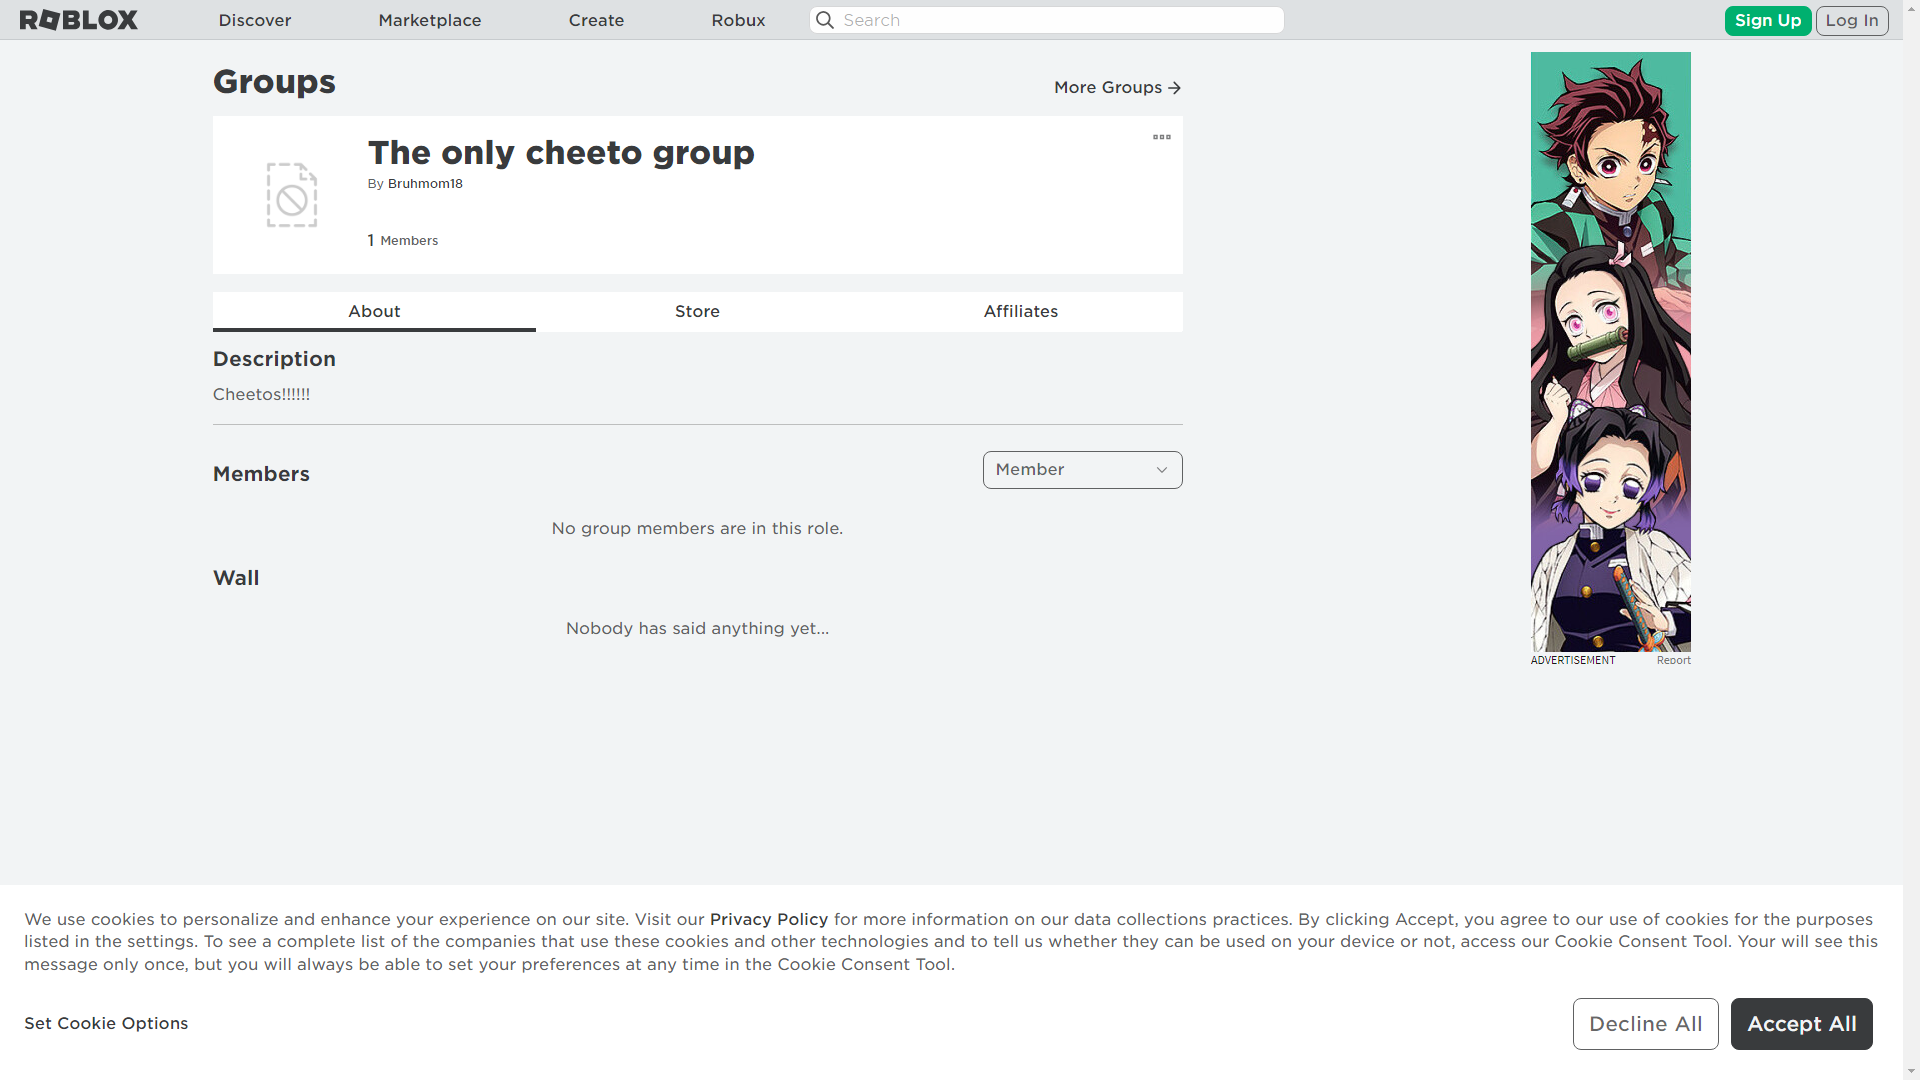 ROBLOX
Discover
Marketplace
Create
Robux
Search
Sign Up
Log In
Groups
More Groups
The only cheeto group
By Bruhmom18
1 Members
About
Store
Affiliates
Description
Cheetos!!!!!!
Members
Member
No group members are in this role.
Wall
Nobody has said anything yet...
ADVERTISEMENT
Report
We use cookies to personalize and enhance your experience on our site. Visit our Privacy Policy for more information on our data collections practices. By clicking Accept, you agree to our use of cookies for the purposes
listed in the settings. To see a complete list of the companies that use these cookies and other technologies and to tell us whether they can be used on your device or not, access our Cookie Consent Tool. Your will see this
message only once, but you will always be able to set your preferences at any time in the Cookie Consent Tool.
Set Cookie Options
Decline All
Accept All